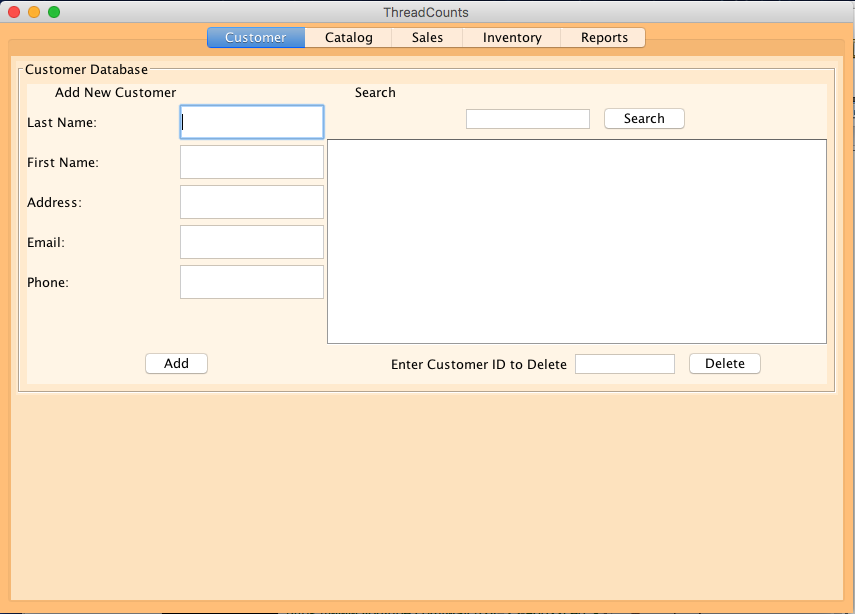 ThreadCounts
Customer Catalog Sales Inventory Reports
Customer Database
Add New Customer Search
Last Name: Search
First Name:
Address:
Email:
Phone:
Add Enter Customer ID to Delete Delete